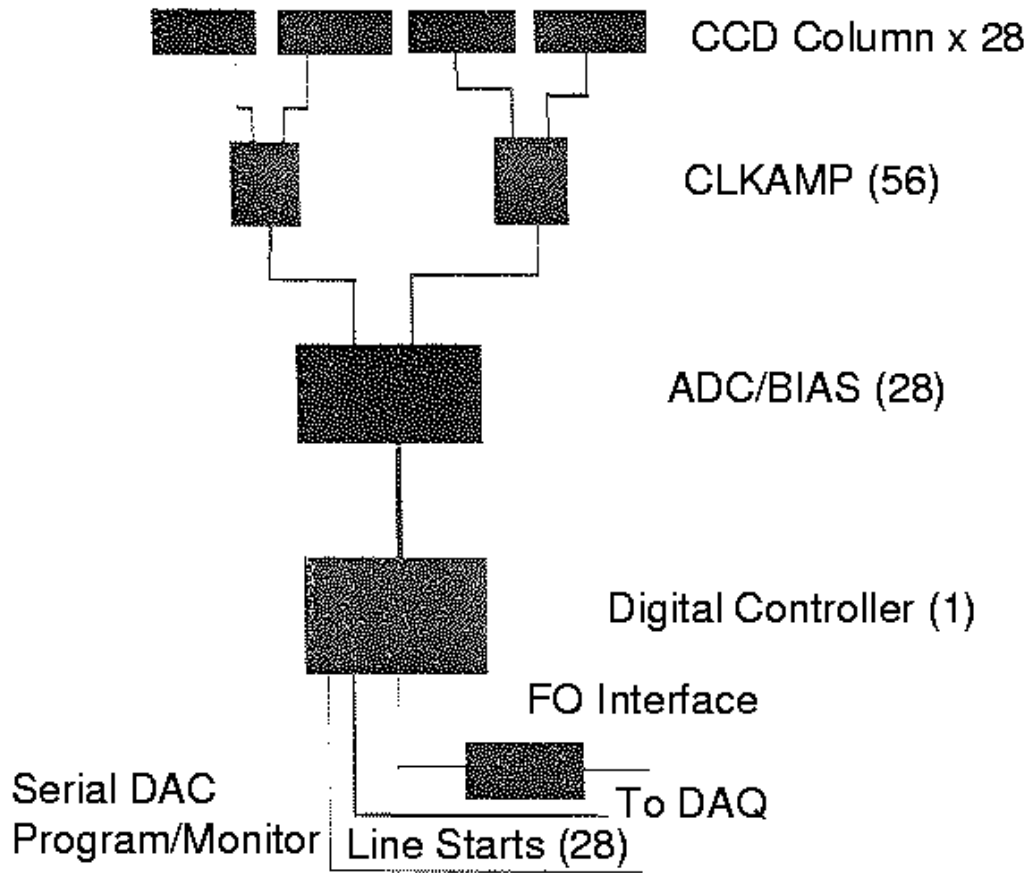 CCD Column x 28
CLKAMP (56)
ADC/BIAS (28)
Digital Controller (1)
FO Interface
To DAQ
Serial DAC
Program/Monitor
Line Starts (28)